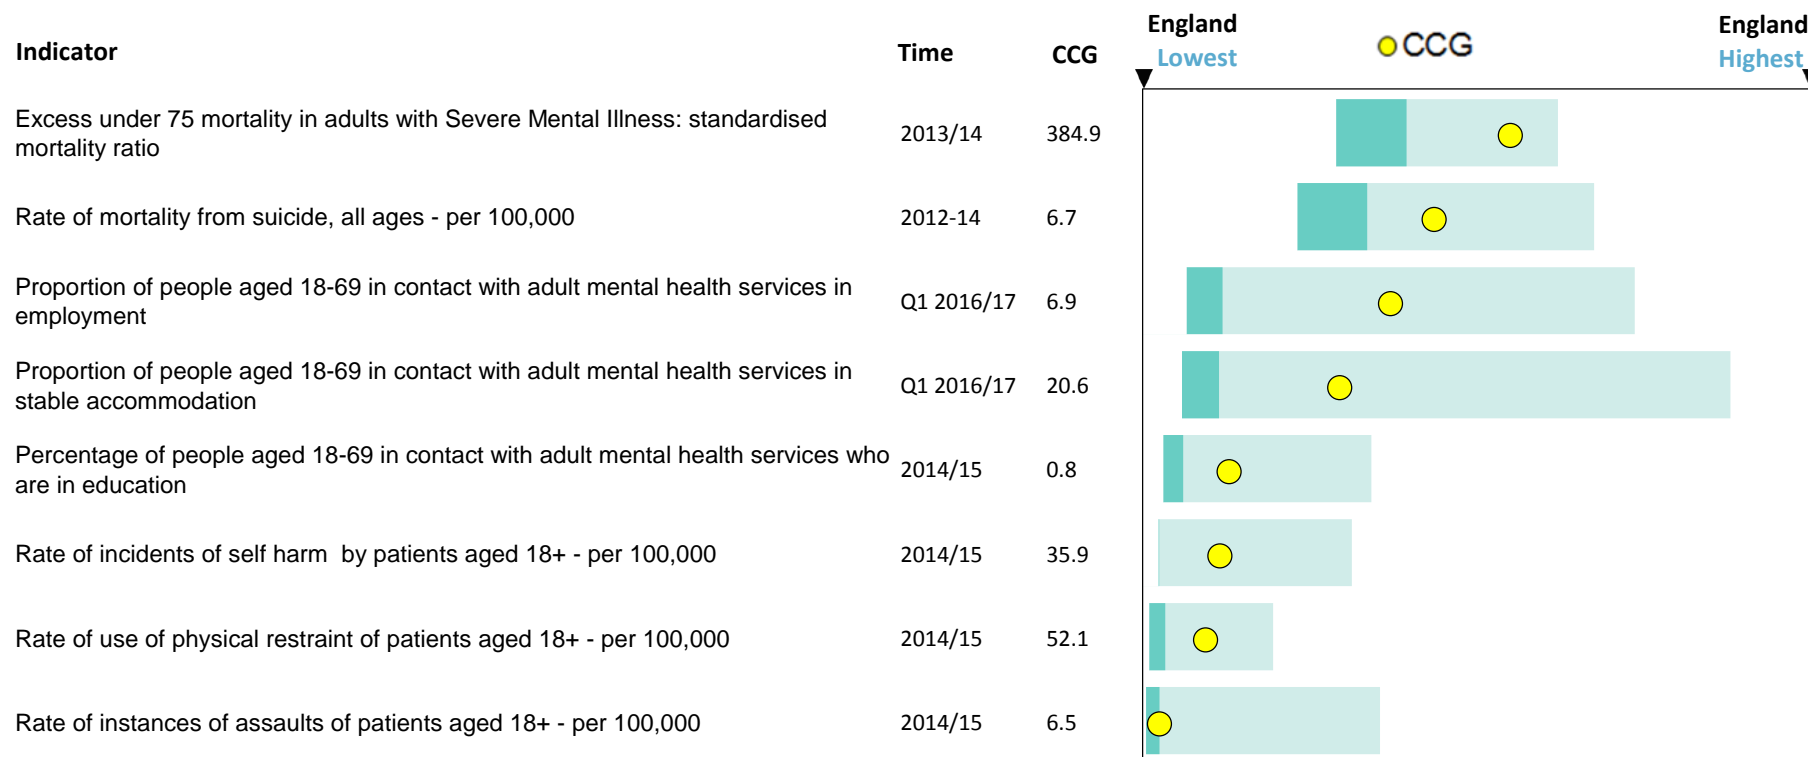 Indicator Time CCG England Lowest CCG England Highest
Excess under 75 mortality in adults with Severe Mental Illness: standardised
mortality ratio
2013/14 384.9
Rate of mortality from suicide, all ages - per 100,000 2012-14 6.7
Proportion of people aged 18-69 in contact with adult mental health services in
employment
Q1 2016/17 6.9
Proportion of people aged 18-69 in contact with adult mental health services in
stable accommodation
Q1 2016/17 20.6
Percentage of people aged 18-69 in contact with adult mental health services who
are in education
2014/15 0.8
Rate of incidents of self harm  by patients aged 18+ - per 100,000 2014/15 35.9
Rate of use of physical restraint of patients aged 18+ - per 100,000 2014/15 52.1
Rate of instances of assaults of patients aged 18+ - per 100,000 2014/15 6.5